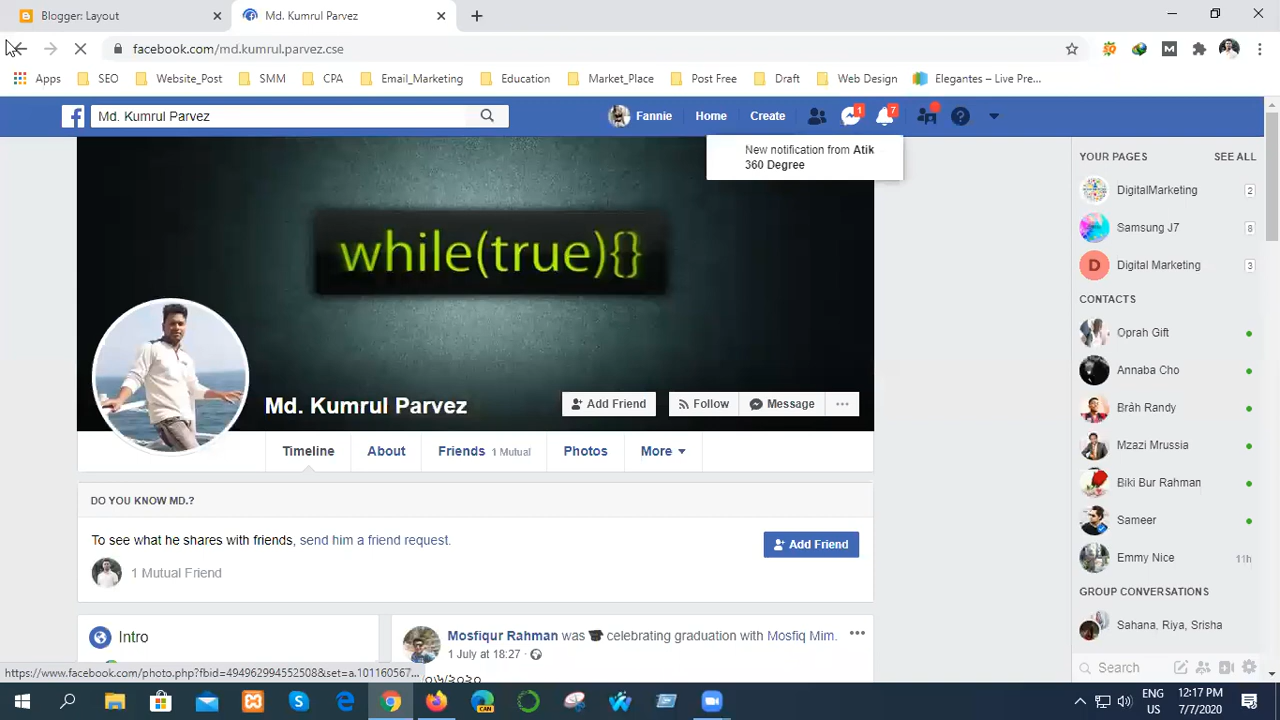 Blogger: Layout
Md. Kumrul Parvez
facebook.com/md.kumrul.parvez.cse
Apps SEO Website_Post SMM CPA Email_Marketing Education Market_Place Post Free Draft Web Design Elegantes – Live Pre...
Md. Kumrul Parvez
Fannie Home Create 1 7
New notification from Atik
360 Degree
while(true){}
Md. Kumrul Parvez
Add Friend Follow Message
Timeline About Friends 1 Mutual Photos More
DO YOU KNOW MD.?
To see what he shares with friends, send him a friend request.
Add Friend
1 Mutual Friend
Intro
Mosfiqur Rahman was celebrating graduation with Mosfiq Mim.
1 July at 18:27
YOUR PAGES SEE ALL
DigitalMarketing 2
Samsung J7 8
D Digital Marketing 3
CONTACTS
Oprah Gift
Annaba Cho
Bráh Randy
Mzazi Mrussia
Biki Bur Rahman
Sameer
Emmy Nice 11h
GROUP CONVERSATIONS
Sahana, Riya, Srisha
Search
https://www.facebook.com/photo.php?fbid=494962994552508&set=a.101160567...
CAN
ENG
US
12:17 PM
7/7/2020